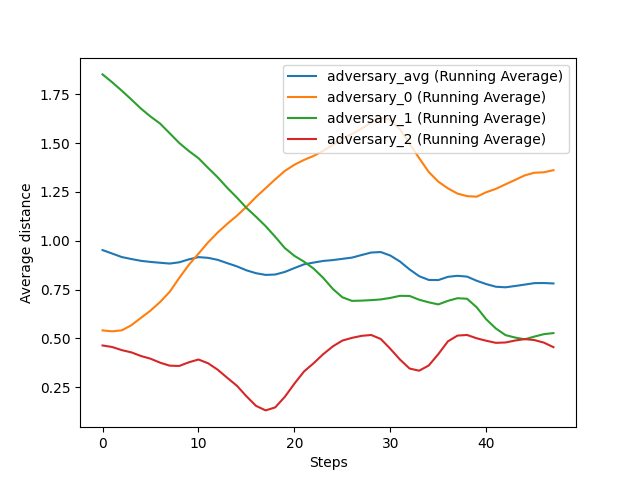 adversary_avg (Running Average)
adversary_0 (Running Average)
adversary_1 (Running Average)
adversary_2 (Running Average)
1.75
1.50
1.25
1.00
0.75
0.50
0.25
Average distance
0
10
20
30
40
Steps